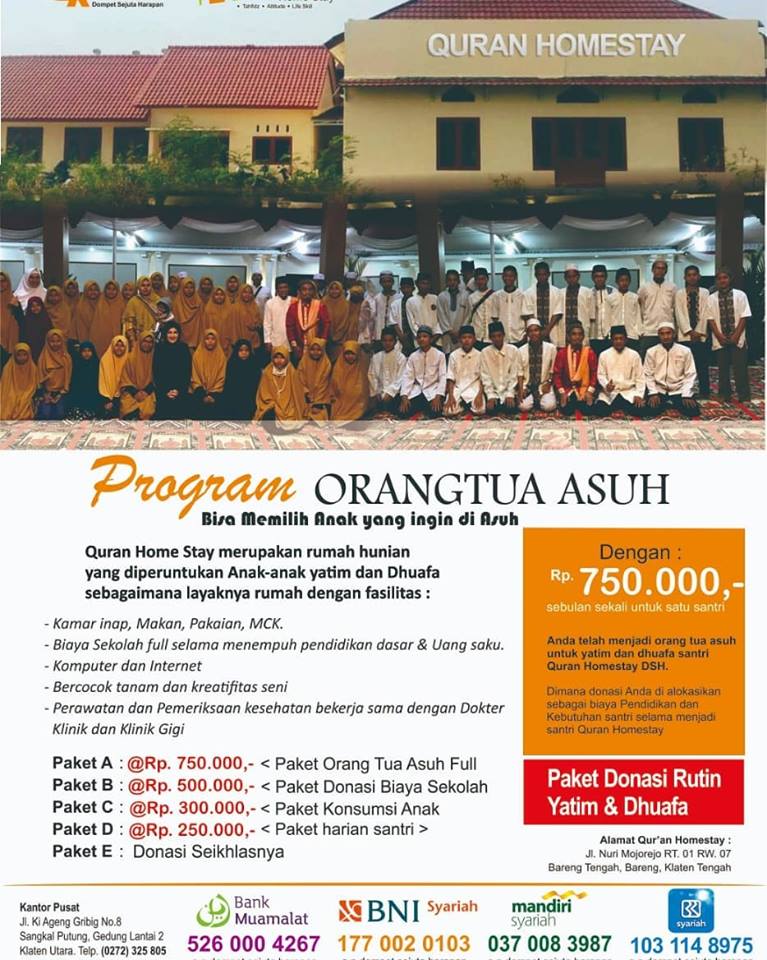 Dompet Sejuta Harapan
• Tahfidz • Attitude • Life Skill
QURAN HOMESTAY
Program ORANGTUA ASUH
Bisa Memilih Anak yang ingin di Asuh
Quran Home Stay merupakan rumah hunian
yang diperuntukan Anak-anak yatim dan Dhuafa
sebagaimana layaknya rumah dengan fasilitas :
- Kamar inap, Makan, Pakaian, MCK.
- Biaya Sekolah full selama menempuh pendidikan dasar & Uang saku.
- Komputer dan Internet
- Bercocok tanam dan kreatifitas seni
- Perawatan dan Pemeriksaan kesehatan bekerja sama dengan Dokter
Klinik dan Klinik Gigi
Paket A : @Rp. 750.000,- < Paket Orang Tua Asuh Full
Paket B : @Rp. 500.000,- < Paket Donasi Biaya Sekolah
Paket C : @Rp. 300.000,- < Paket Konsumsi Anak
Paket D : @Rp. 250.000,- < Paket harian santri >
Paket E : Donasi Seikhlasnya
Dengan :
Rp. 750.000,-
sebulan sekali untuk satu santri
Anda telah menjadi orang tua asuh
untuk yatim dan dhuafa santri
Quran Homestay DSH.
Dimana donasi Anda di alokasikan
sebagai biaya Pendidikan dan
Kebutuhan santri selama menjadi
santri Quran Homestay
Paket Donasi Rutin
Yatim & Dhuafa
Alamat Qur'an Homestay :
Jl. Nuri Mojorejo RT. 01 RW. 07
Bareng Tengah, Bareng, Klaten Tengah
Kantor Pusat
Jl. Ki Ageng Gribig No.8
Sangkal Putung, Gedung Lantai 2
Klaten Utara. Telp. (0272) 325 805
Bank
Muamalat
526 000 4267
BNI Syariah
177 002 0103
mandiri
syariah
037 008 3987
BRI
syariah
103 114 8975